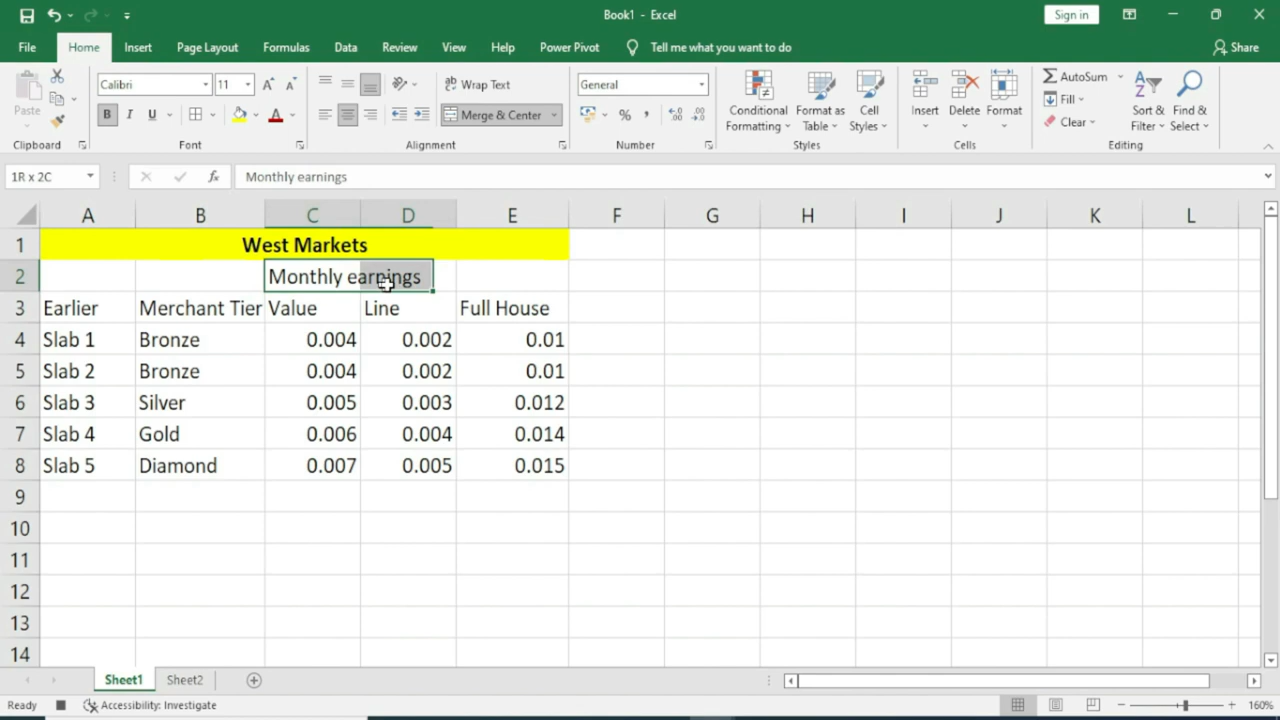 Book1 - Excel
Sign in
File Home Insert Page Layout Formulas Data Review View Help Power Pivot Tell me what you want to do Share
Paste
Calibri 11
B I U A
Wrap Text
Merge & Center
General
% ,
Conditional Formatting
Format as Table
Cell Styles
Insert Delete Format
AutoSum
Fill
Clear
Sort & Filter
Find & Select
Clipboard Font Alignment Number Styles Cells Editing
1R x 2C fx Monthly earnings
A B C D E F G H I J K L
1 West Markets
2 Monthly earnings
3 Earlier Merchant Tier Value Line Full House
4 Slab 1 Bronze 0.004 0.002 0.01
5 Slab 2 Bronze 0.004 0.002 0.01
6 Slab 3 Silver 0.005 0.003 0.012
7 Slab 4 Gold 0.006 0.004 0.014
8 Slab 5 Diamond 0.007 0.005 0.015
9
10
11
12
13
14
Sheet1 Sheet2
Ready Accessibility: Investigate 160%